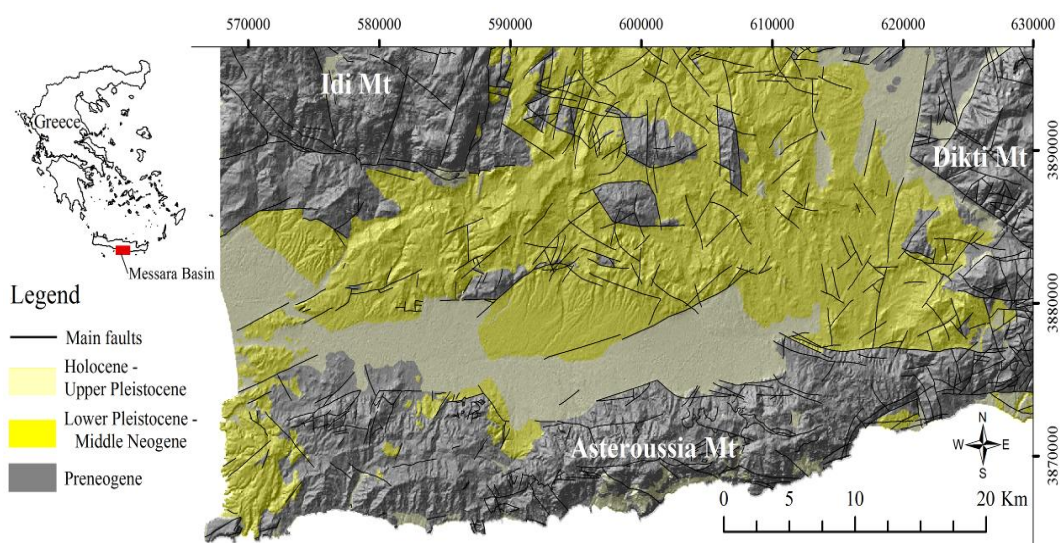 570000 580000 590000 600000 610000 620000 630000
Idi Mt
Greece
Dikti Mt
3890000
Messara Basin
Legend
3880000
Main faults
Holocene -
Upper Pleistocene
Lower Pleistocene -
Middle Neogene
Preneogene
Asteroussia Mt
N
W E
S
3870000
0 5 10 20 Km